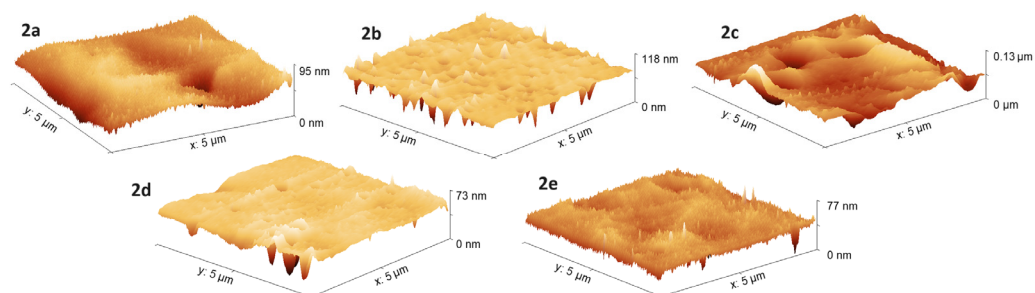 2a
95 nm
0 nm
y: 5 µm
x: 5 µm
2b
118 nm
0 nm
y: 5 µm
x: 5 µm
2c
0.13 µm
0 µm
y: 5 µm
x: 5 µm
2d
73 nm
0 nm
y: 5 µm
x: 5 µm
2e
77 nm
0 nm
y: 5 µm
x: 5 µm